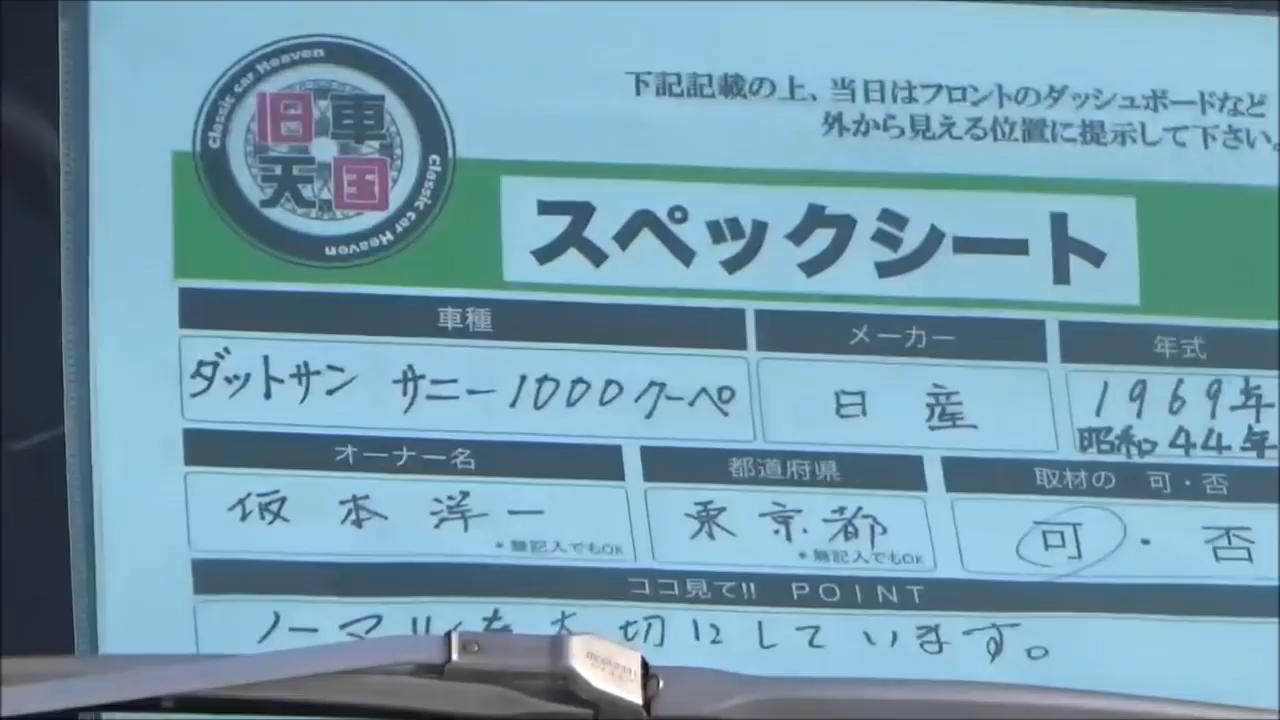 Classic car Heaven
旧車
天国
Classic car Heaven
下記記載の上、当日はフロントのダッシュボードなど
外から見える位置に提示して下さい。
スペックシート
車種 メーカー 年式
ダットサン サニー1000クーペ 日産 1969年
昭和44年
オーナー名 都道府県 取材の 可・否
坂本洋一 東京都 可・否
*無記入でもOK *無記入でもOK
ココ見て!! POINT
ノーマルを大切にしています。